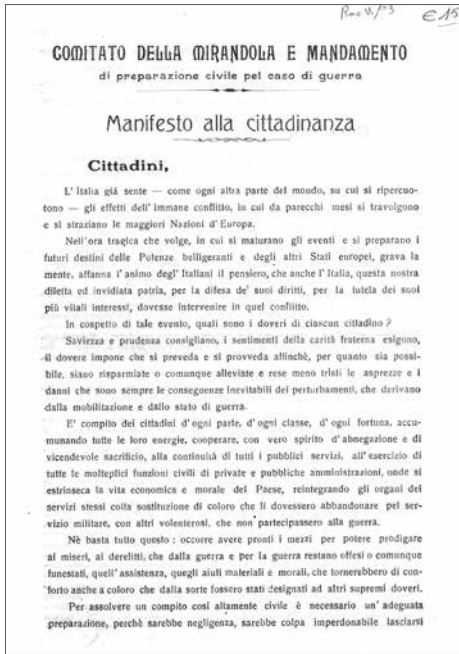 € 15
COMITATO DELLA MIRANDOLA E MANDAMENTO
di preparazione civile pel caso di guerra
Manifesto alla cittadinanza
Cittadini,
L' Italia giá sente — come ogni altra parte del mondo, su cui si ripercuo-
tono — gli effetti dell' immane conflitto, in cui da parecchi mesi si travolgono
e si straziano le maggiori Nazioni d' Europa.
Nell'ora tragica che volge, in cui si maturano gli eventi e si preparano i
futuri destini delle Potenze belligeranti e degli altri Stati europei, grava la
mente, affanna l' animo degl' Italiani il pensiero, che anche l' Italia, questa nostra
diletta ed invidiata patria, per la difesa de' suoi diritti, per la tutela dei suoi
più vitali interessi, dovesse intervenire in quel conflitto.
In cospetto di tale evento, quali sono i doveri di ciascun cittadino ?
Saviezza e prudenza consigliano, i sentimenti della carità fraterna esigono,
il dovere impone che si preveda e si provveda affinchè, per quanto sia possi-
bile, siano risparmiate o comunque alleviate e rese meno tristi le asprezze e i
danni che sono sempre le conseguenze inevitabili dei perturbamenti, che derivano
dalla mobilitazione e dallo stato di guerra.
E' compito dei cittadini d' ogni parte, d' ogni classe, d' ogni fortuna, accu-
munando tutte le loro energie, cooperare, con vero spirito d' abnegazione e di
vicendevole sacrificio, alla continuità di tutti i pubblici servizi, all' esercizio di
tutte le molteplici funzioni civili di private e pubbliche amministrazioni, onde si
estrinseca la vita economica e morale del Paese, reintegrando gli organi dei
servizi stessi colla sostituzione di coloro che li dovessero abbandonare pel ser-
vizio militare, con altri volenterosi, che non partecipassero alla guerra.
Nè basta tutto questo : occorre avere pronti i mezzi per potere prodigare
ai miseri, ai derelitti, che dalla guerra e per la guerra restano offesi o comunque
funestati, quell' assistenza, quegli aiuti materiali e morali, che tornerebbero di con-
forto anche a coloro che dalla sorte fossero stati designati ad altri supremi doveri.
Per assolvere un compito così altamente civile è necessario un' adeguata
preparazione, perchè sarebbe negligenza, sarebbe colpa imperdonabile lasciarsi